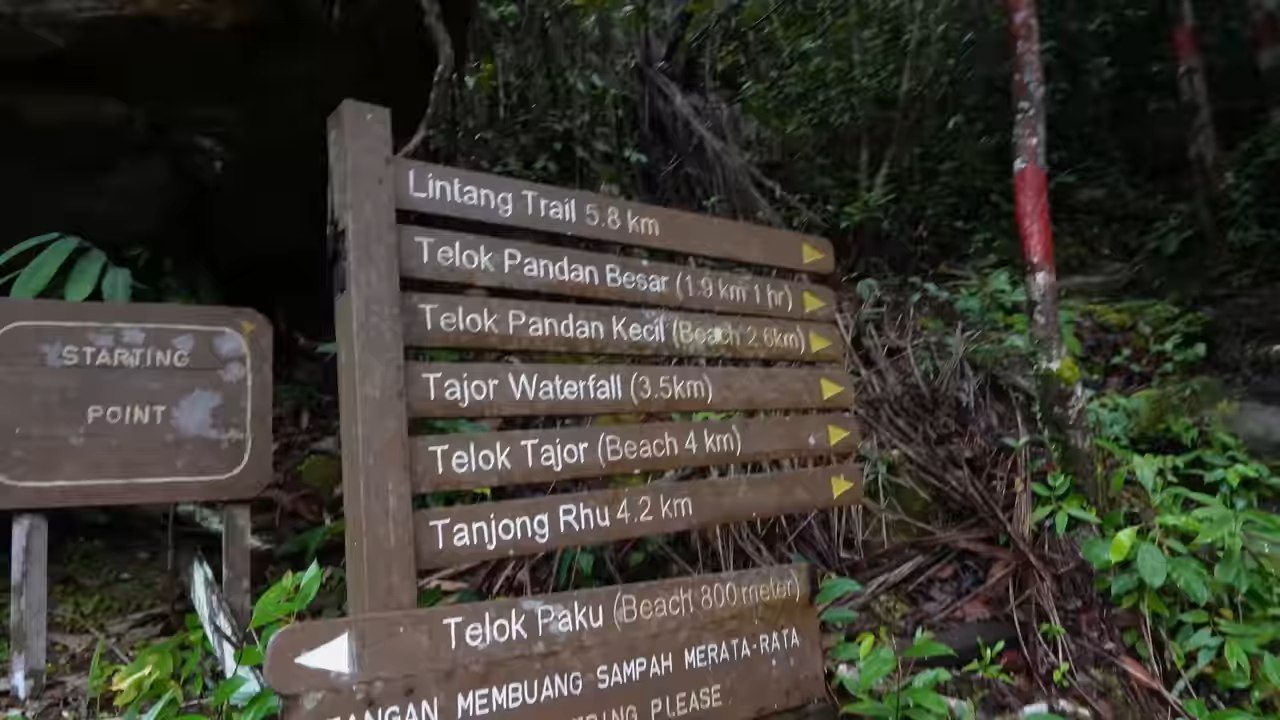 STARTING
POINT
Lintang Trail 5.8 km
Telok Pandan Besar (1.9 km 1 hr)
Telok Pandan Kecil (Beach 2.6km)
Tajor Waterfall (3.5km)
Telok Tajor (Beach 4 km)
Tanjong Rhu 4.2 km
Telok Paku (Beach 800 meter)
MEMBUANG SAMPAH MERATA-RATA
PLEASE